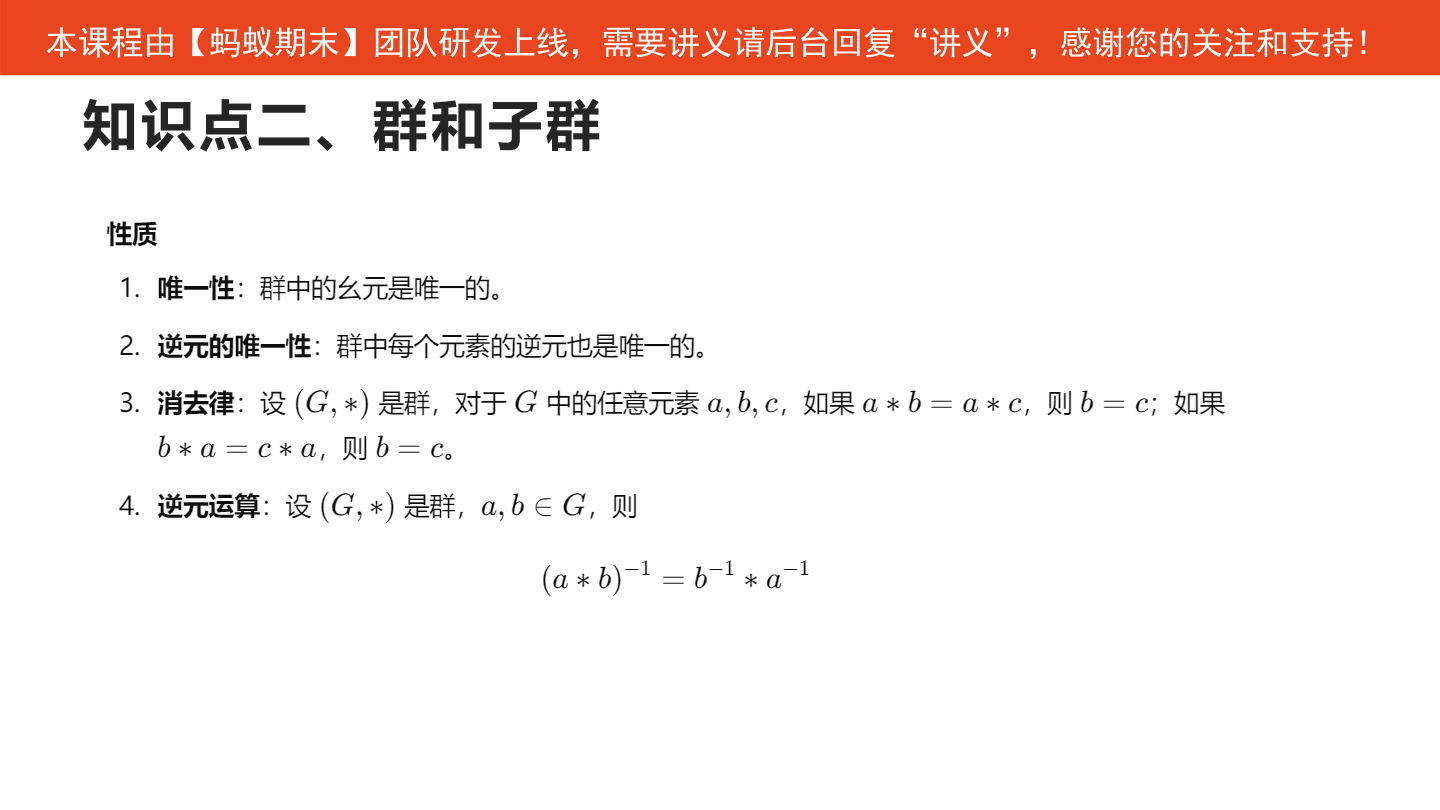 本课程由【蚂蚁期末】团队研发上线，需要讲义请后台回复“讲义”，感谢您的关注和支持！
知识点二、群和子群
性质
1. 唯一性：群中的幺元是唯一的。
2. 逆元的唯一性：群中每个元素的逆元也是唯一的。
3. 消去律：设 (G, ∗) 是群，对于 G 中的任意元素 a, b, c，如果 a ∗ b = a ∗ c，则 b = c；如果
b ∗ a = c ∗ a，则 b = c。
4. 逆元运算：设 (G, ∗) 是群，a, b ∈ G，则
(a ∗ b)⁻¹ = b⁻¹ ∗ a⁻¹